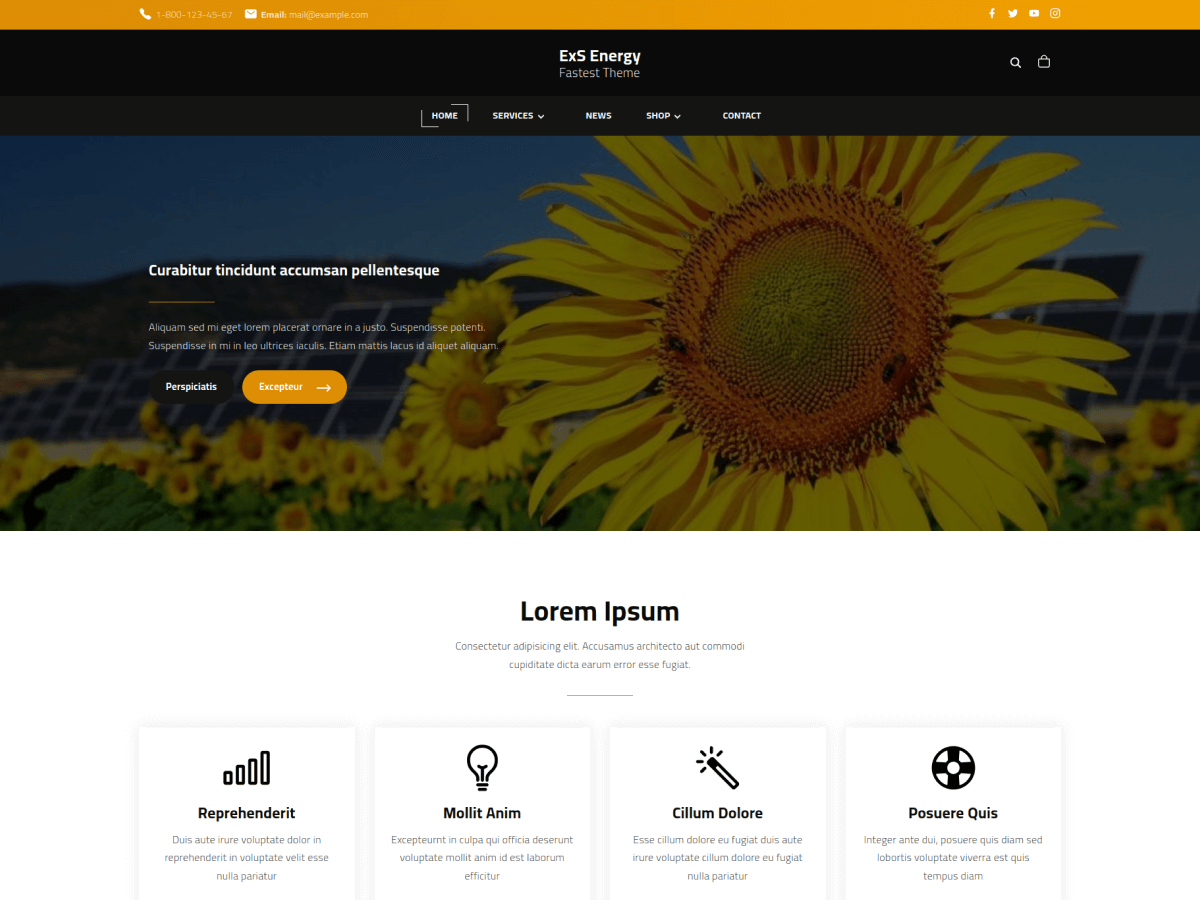 1-800-123-45-67 Email: mail@example.com
ExS Energy
Fastest Theme
HOME SERVICES NEWS SHOP CONTACT
Curabitur tincidunt accumsan pellentesque
Aliquam sed mi eget lorem placerat ornare in a justo. Suspendisse potenti.
Suspendisse in mi in leo ultrices iaculis. Etiam mattis lacus id aliquet aliquam.
Perspiciatis Excepteur
Lorem Ipsum
Consectetur adipisicing elit. Accusamus architecto aut commodi
cupiditate dicta earum error esse fugiat.
Reprehenderit
Duis aute irure voluptate dolor in
reprehenderit in voluptate velit esse
nulla pariatur
Mollit Anim
Excepteurnt in culpa qui officia deserunt
voluptate mollit anim id est laborum
efficitur
Cillum Dolore
Esse cillum dolore eu fugiat duis aute
irure voluptate cillum dolore eu fugiat
nulla pariatur
Posuere Quis
Integer ante dui, posuere quis diam sed
lobortis voluptate viverra est quis
tempus diam